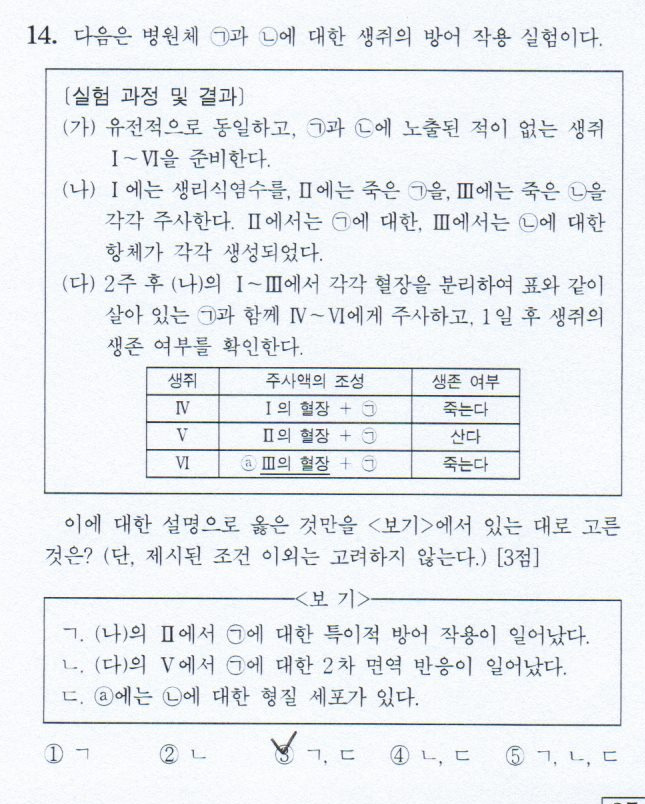 14. 다음은 병원체 ㉠과 ㉡에 대한 생쥐의 방어 작용 실험이다.
〔실험 과정 및 결과〕
(가) 유전적으로 동일하고, ㉠과 ㉡에 노출된 적이 없는 생쥐
Ⅰ~Ⅵ을 준비한다.
(나) Ⅰ에는 생리식염수를, Ⅱ에는 죽은 ㉠을, Ⅲ에는 죽은 ㉡을
각각 주사한다. Ⅱ에서는 ㉠에 대한, Ⅲ에서는 ㉡에 대한
항체가 각각 생성되었다.
(다) 2주 후 (나)의 Ⅰ~Ⅲ에서 각각 혈장을 분리하여 표와 같이
살아 있는 ㉠과 함께 Ⅳ~Ⅵ에게 주사하고, 1일 후 생쥐의
생존 여부를 확인한다.
생쥐 주사액의 조성 생존 여부
Ⅳ Ⅰ의 혈장 + ㉠ 죽는다
Ⅴ Ⅱ의 혈장 + ㉠ 산다
Ⅵ ⓐ Ⅲ의 혈장 + ㉠ 죽는다
이에 대한 설명으로 옳은 것만을 <보기>에서 있는 대로 고른
것은? (단, 제시된 조건 이외는 고려하지 않는다.) [3점]
<보 기>
ㄱ. (나)의 Ⅱ에서 ㉠에 대한 특이적 방어 작용이 일어났다.
ㄴ. (다)의 Ⅴ에서 ㉠에 대한 2차 면역 반응이 일어났다.
ㄷ. ⓐ에는 ㉡에 대한 형질 세포가 있다.
① ㄱ ② ㄴ ③ ㄱ, ㄷ ④ ㄴ, ㄷ ⑤ ㄱ, ㄴ, ㄷ